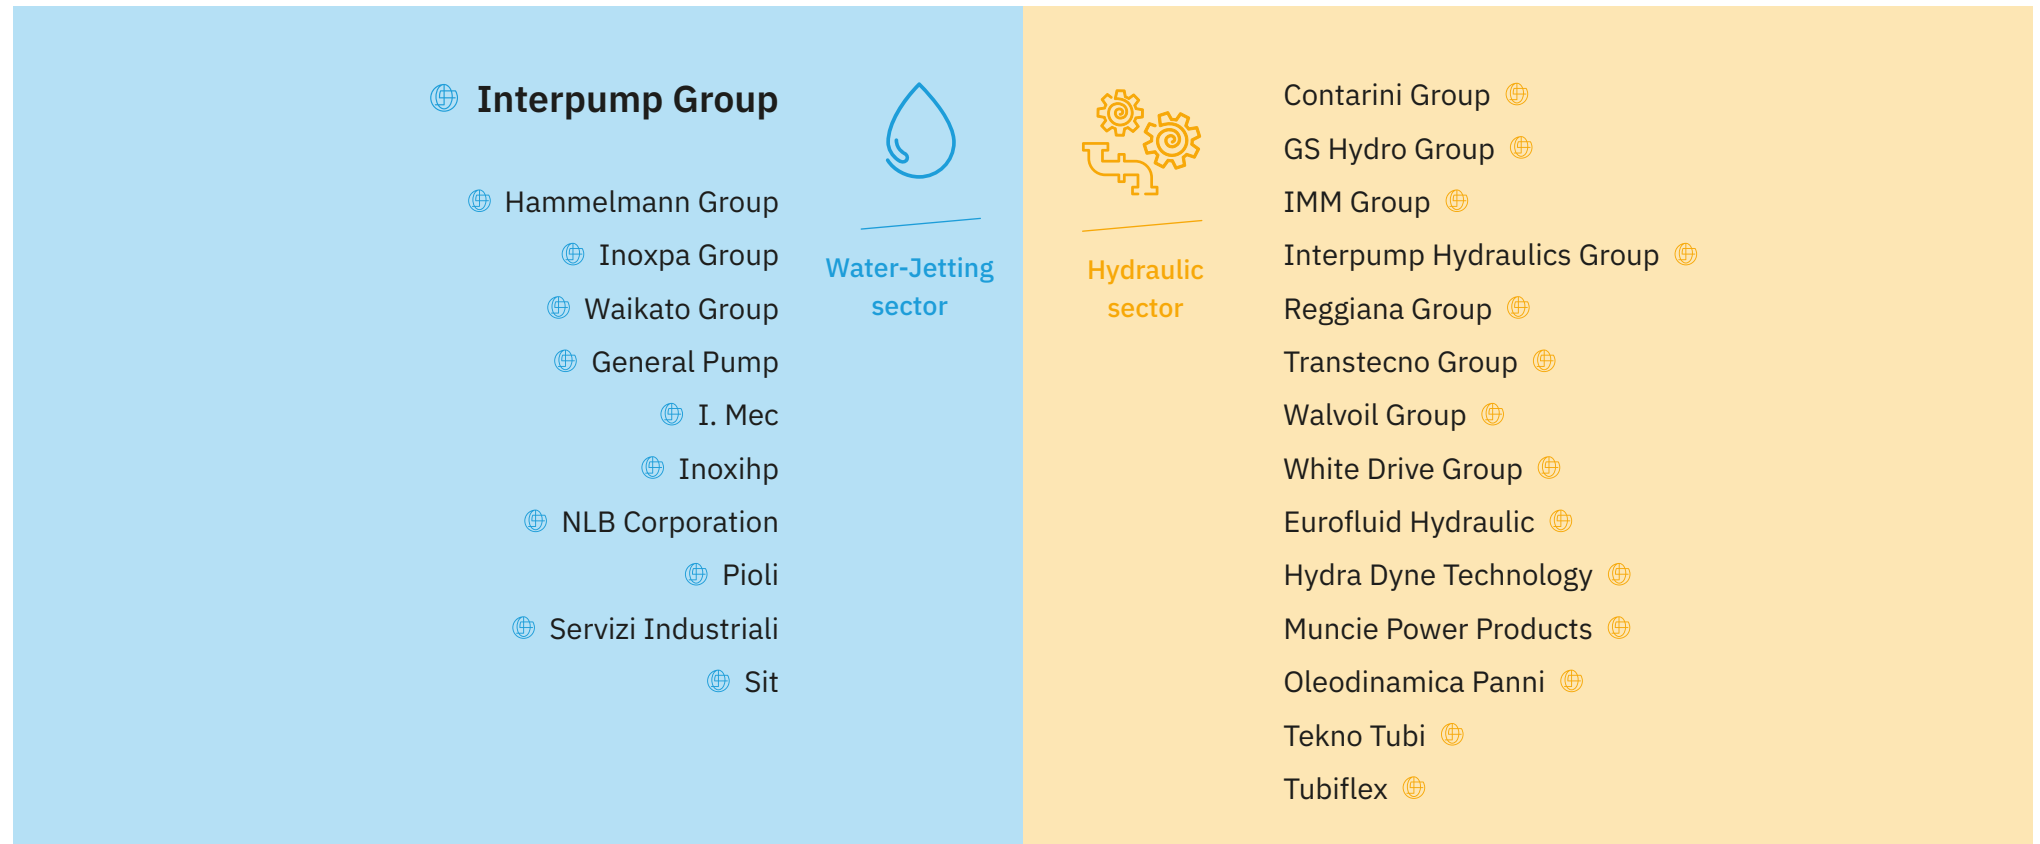 Interpump Group
Hammelmann Group
Inoxpa Group
Waikato Group
General Pump
I. Mec
Inoxihp
NLB Corporation
Pioli
Servizi Industriali
Sit
Water-Jetting
sector
Hydraulic
sector
Contarini Group
GS Hydro Group
IMM Group
Interpump Hydraulics Group
Reggiana Group
Transtecno Group
Walvoil Group
White Drive Group
Eurofluid Hydraulic
Hydra Dyne Technology
Muncie Power Products
Oleodinamica Panni
Tekno Tubi
Tubiflex